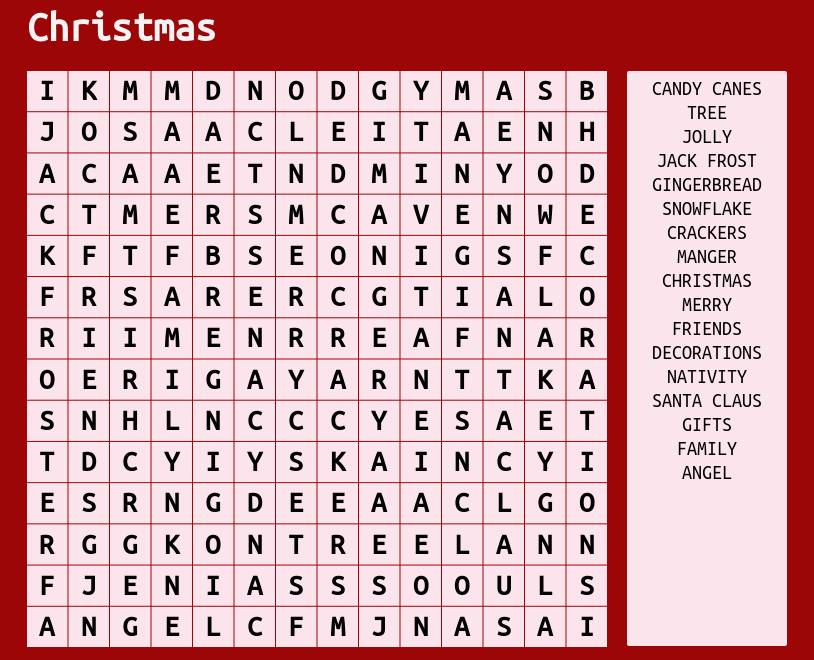 Christmas
I K M M D N O D G Y M A S B
J O S A A C L E I T A E N H
A C A A E T N D M I N Y O D
C T M E R S M C A V E N W E
K F T F B S E O N I G S F C
F R S A R E R C G T I A L O
R I I M E N R R E A F N A R
O E R I G A Y A R N T T K A
S N H L N C C C Y E S A E T
T D C Y I Y S K A I N C Y I
E S R N G D E E A A C L G O
R G G K O N T R E E L A N N
F J E N I A S S S O O U L S
A N G E L C F M J N A S A I
CANDY CANES
TREE
JOLLY
JACK FROST
GINGERBREAD
SNOWFLAKE
CRACKERS
MANGER
CHRISTMAS
MERRY
FRIENDS
DECORATIONS
NATIVITY
SANTA CLAUS
GIFTS
FAMILY
ANGEL